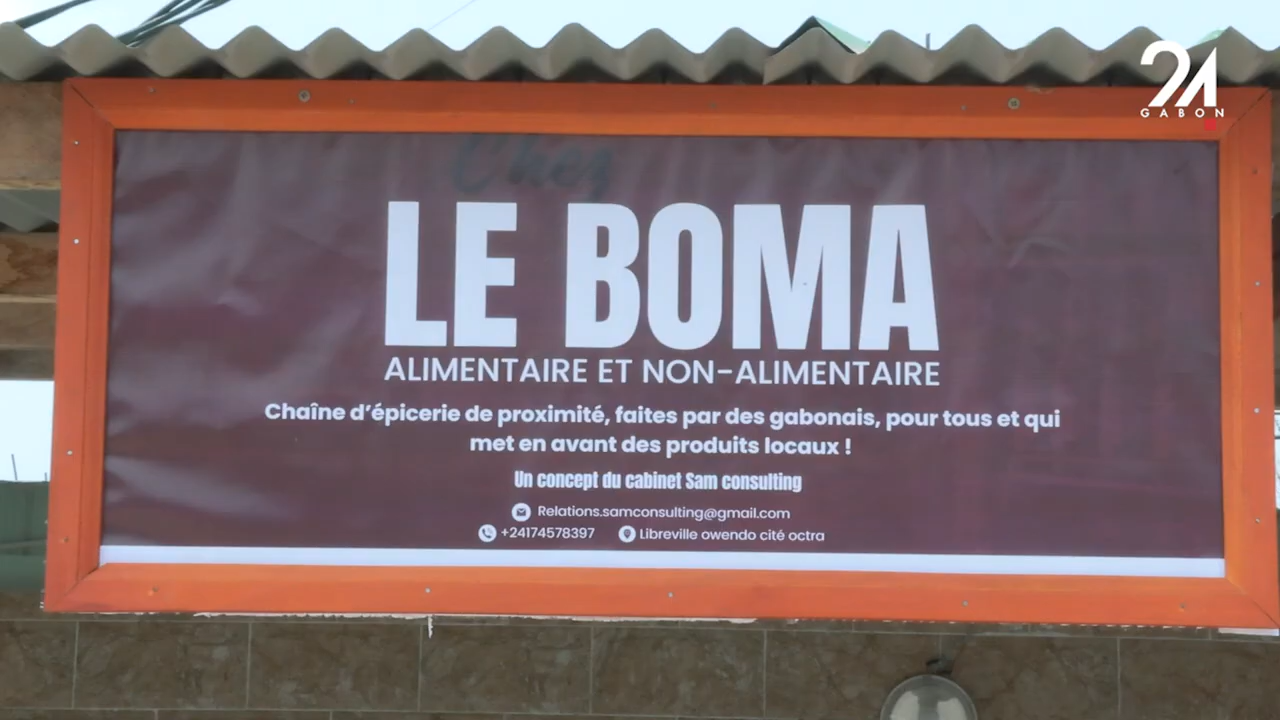 24
GABON
Chez
LE BOMA
ALIMENTAIRE ET NON-ALIMENTAIRE
Chaîne d'épicerie de proximité, faites par des gabonais, pour tous et qui
met en avant des produits locaux !
Un concept du cabinet Sam consulting
Relations.samconsulting@gmail.com
+24174578397 Libreville owendo cité octra